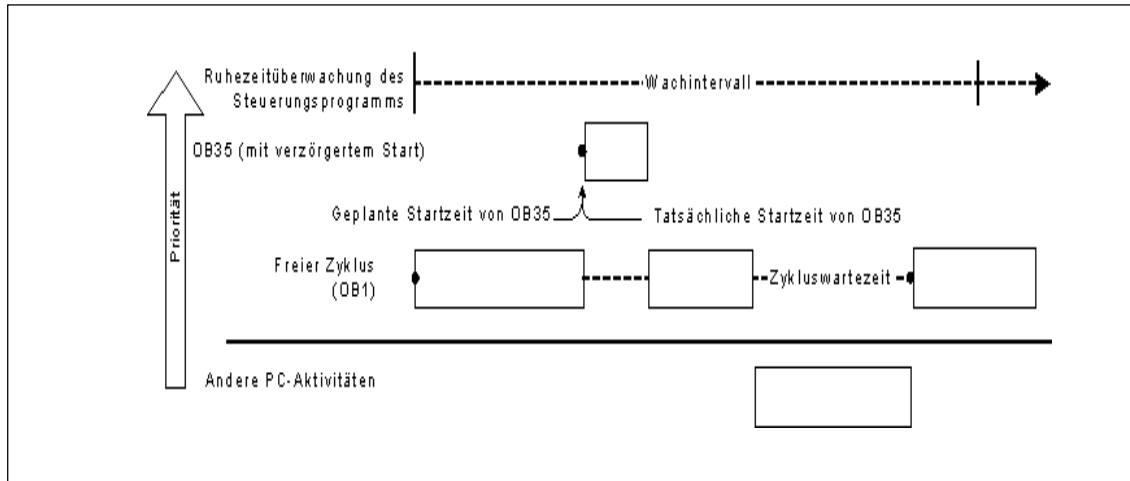 Ruhezeitüberwachung des
Steuerungsprogramms
Wachintervall
OB35 (mit verzörgertem Start)
Geplante Startzeit von OB35
Tatsächliche Startzeit von OB35
Priorität
Freier Zyklus
(OB1)
Zykluswartezeit
Andere PC-Aktivitäten